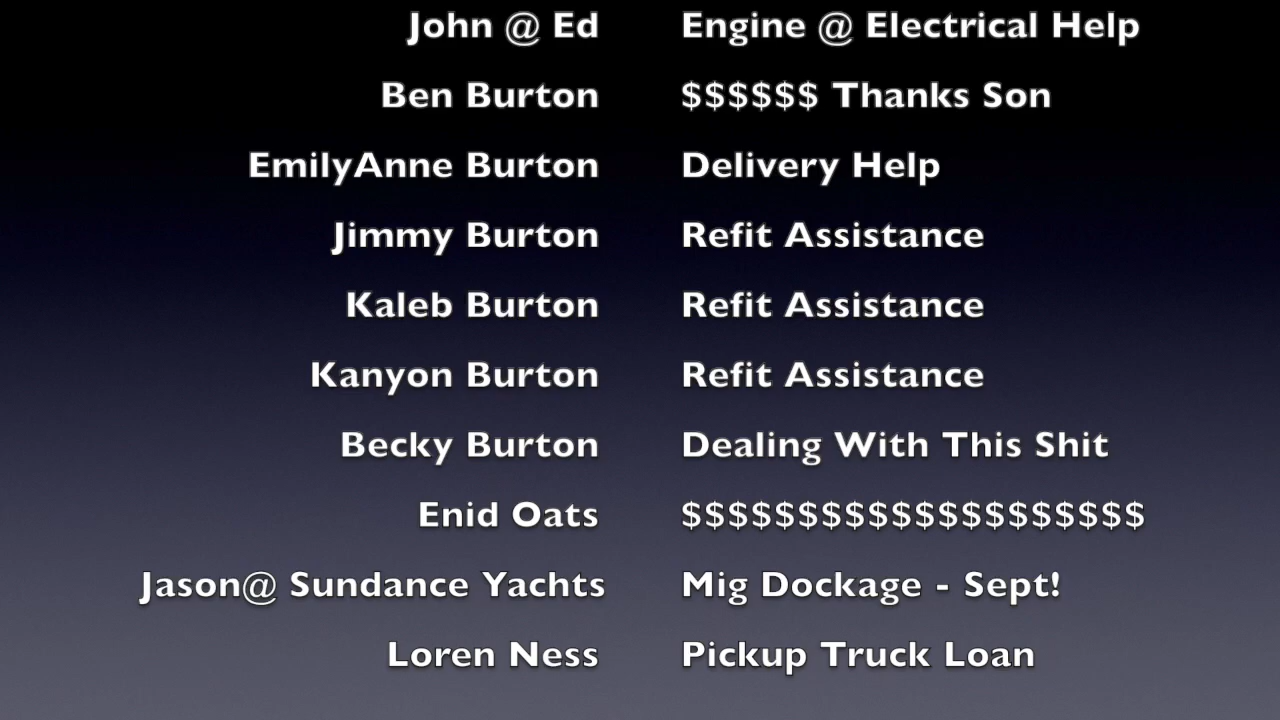 John @ Ed Engine @ Electrical Help
Ben Burton $$$$$$ Thanks Son
EmilyAnne Burton Delivery Help
Jimmy Burton Refit Assistance
Kaleb Burton Refit Assistance
Kanyon Burton Refit Assistance
Becky Burton Dealing With This Shit
Enid Oats $$$$$$$$$$$$$$$$$$$$
Jason@ Sundance Yachts Mig Dockage - Sept!
Loren Ness Pickup Truck Loan